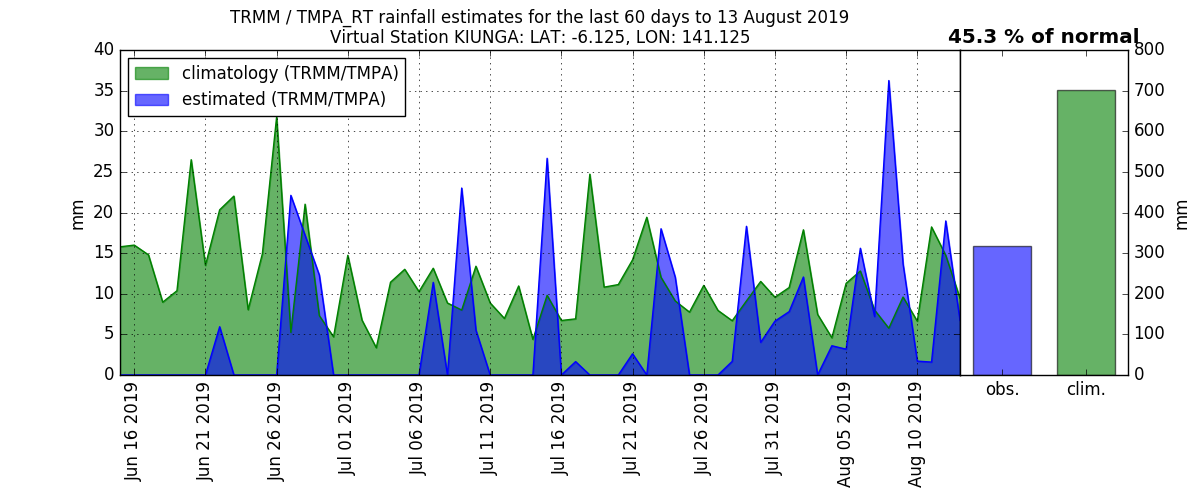 TRMM / TMPA_RT rainfall estimates for the last 60 days to 13 August 2019
Virtual Station KIUNGA: LAT: -6.125, LON: 141.125
45.3 % of normal
climatology (TRMM/TMPA)
estimated (TRMM/TMPA)
mm
40
35
30
25
20
15
10
5
0
Jun 16 2019
Jun 21 2019
Jun 26 2019
Jul 01 2019
Jul 06 2019
Jul 11 2019
Jul 16 2019
Jul 21 2019
Jul 26 2019
Jul 31 2019
Aug 05 2019
Aug 10 2019
obs.
clim.
800
700
600
500
400
300
200
100
0
mm